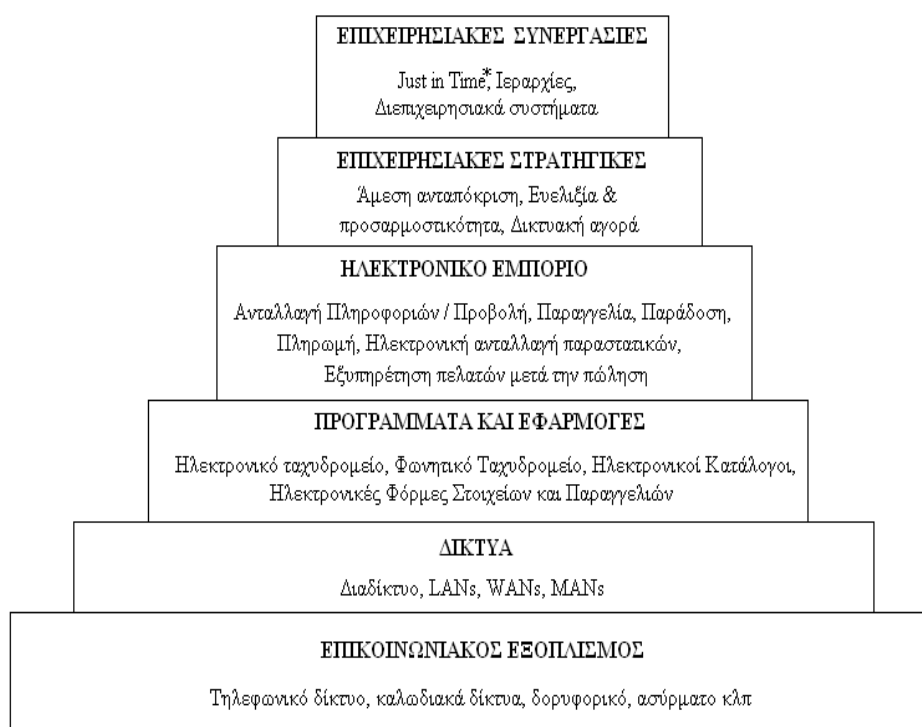 ΕΠΙΧΕΙΡΗΣΙΑΚΕΣ ΣΥΝΕΡΓΑΣΙΕΣ
Just in Time*, Ιεραρχίες,
Διεπιχειρησιακά συστήματα
ΕΠΙΧΕΙΡΗΣΙΑΚΕΣ ΣΤΡΑΤΗΓΙΚΕΣ
Άμεση ανταπόκριση, Ευελιξία &
προσαρμοστικότητα, Δικτυακή αγορά
ΗΛΕΚΤΡΟΝΙΚΟ ΕΜΠΟΡΙΟ
Ανταλλαγή Πληροφοριών / Προβολή, Παραγγελία, Παράδοση,
Πληρωμή, Ηλεκτρονική ανταλλαγή παραστατικών,
Εξυπηρέτηση πελατών μετά την πώληση
ΠΡΟΓΡΑΜΜΑΤΑ ΚΑΙ ΕΦΑΡΜΟΓΕΣ
Ηλεκτρονικό ταχυδρομείο, Φωνητικό Ταχυδρομείο, Ηλεκτρονικοί Κατάλογοι,
Ηλεκτρονικές Φόρμες Στοιχείων και Παραγγελιών
ΔΙΚΤΥΑ
Διαδίκτυο, LANs, WANs, MANs
ΕΠΙΚΟΙΝΩΝΙΑΚΟΣ ΕΞΟΠΛΙΣΜΟΣ
Τηλεφωνικό δίκτυο, καλωδιακά δίκτυα, δορυφορικό, ασύρματο κλπ